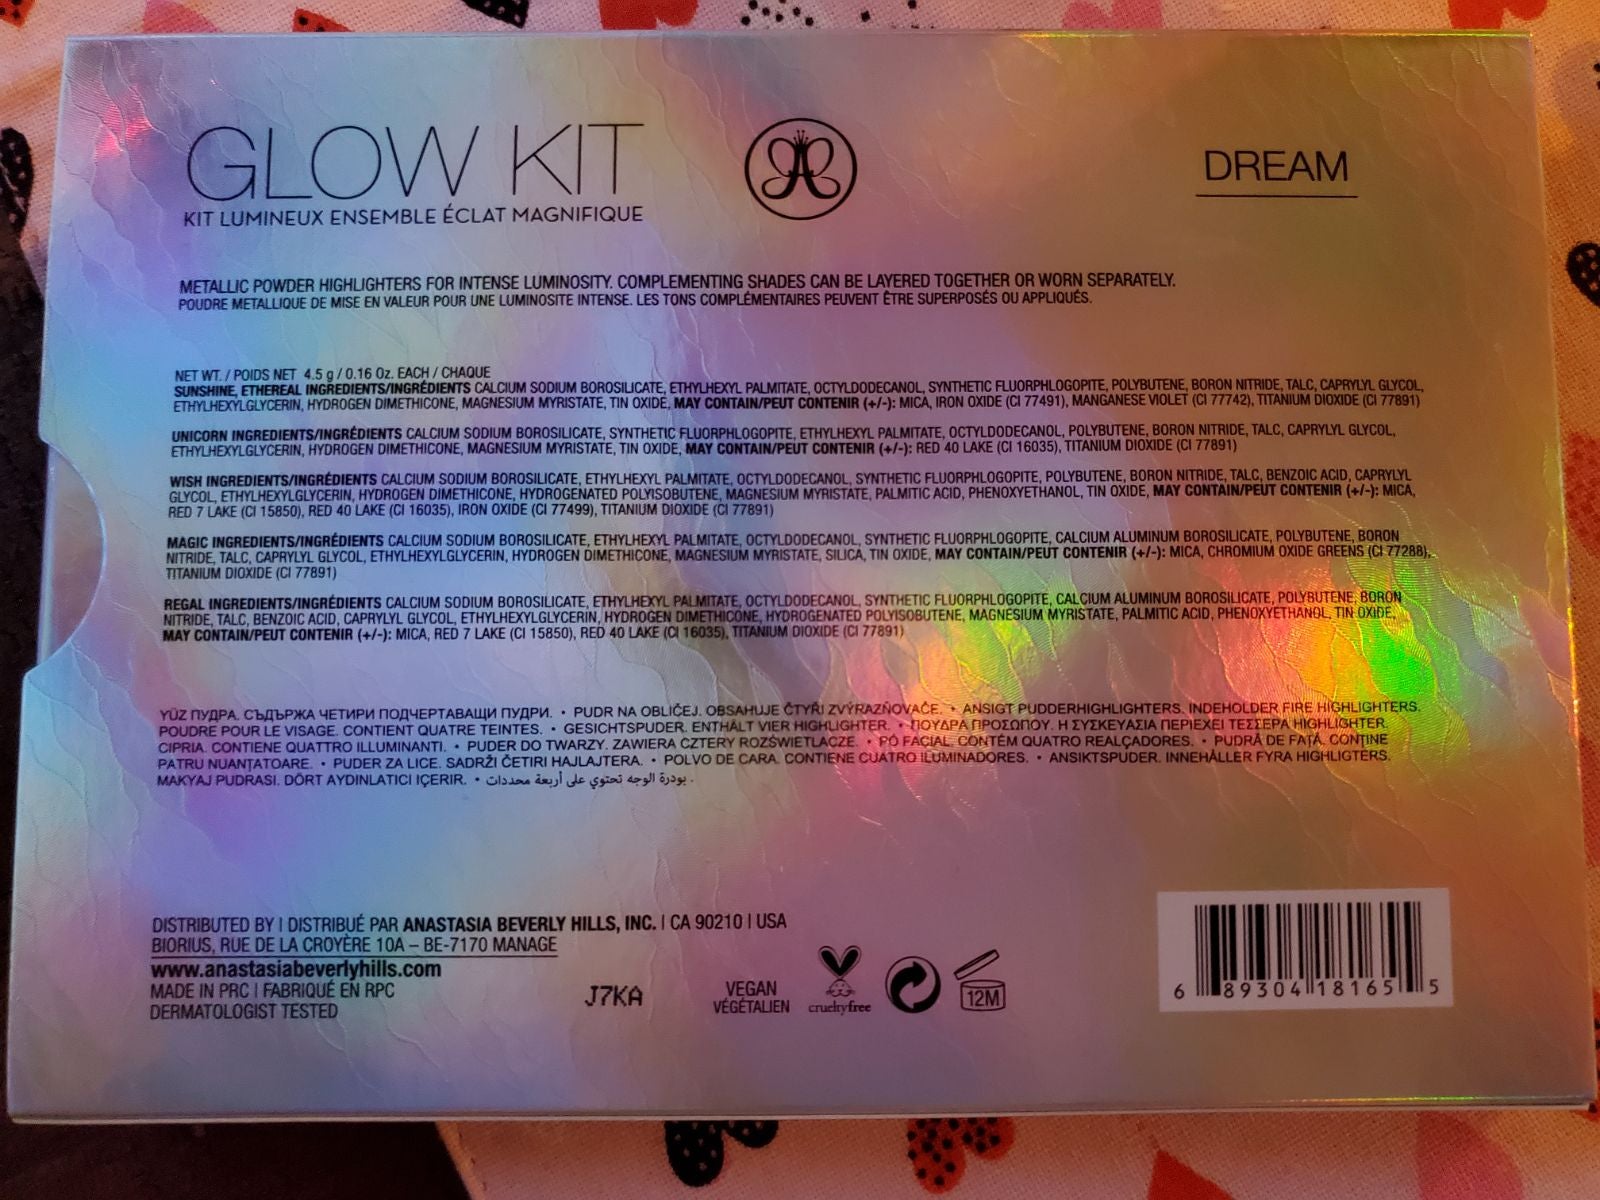 GLOW KIT
KIT LUMINEUX ENSEMBLE ÉCLAT MAGNIFIQUE
DREAM
METALLIC POWDER HIGHLIGHTERS FOR INTENSE LUMINOSITY. COMPLEMENTING SHADES CAN BE LAYERED TOGETHER OR WORN SEPARATELY.
POUDRE METALLIQUE DE MISE EN VALEUR POUR UNE LUMINOSITE INTENSE. LES TONS COMPLÉMENTAIRES PEUVENT ÊTRE SUPERPOSÉS OU APPLIQUÉS.
NET WT. / POIDS NET 4.5 g / 0.16 Oz. EACH / CHAQUE
SUNSHINE, ETHEREAL INGREDIENTS/INGRÉDIENTS CALCIUM SODIUM BOROSILICATE, ETHYLHEXYL PALMITATE, OCTYLDODECANOL, SYNTHETIC FLUORPHLOGOPITE, POLYBUTENE, BORON NITRIDE, TALC, CAPRYLYL GLYCOL,
ETHYLHEXYLGLYCERIN, HYDROGEN DIMETHICONE, MAGNESIUM MYRISTATE, TIN OXIDE, MAY CONTAIN/PEUT CONTENIR (+/-): MICA, IRON OXIDE (CI 77491), MANGANESE VIOLET (CI 77742), TITANIUM DIOXIDE (CI 77891)
UNICORN INGREDIENTS/INGRÉDIENTS CALCIUM SODIUM BOROSILICATE, SYNTHETIC FLUORPHLOGOPITE, ETHYLHEXYL PALMITATE, OCTYLDODECANOL, POLYBUTENE, BORON NITRIDE, TALC, CAPRYLYL GLYCOL,
ETHYLHEXYLGLYCERIN, HYDROGEN DIMETHICONE, MAGNESIUM MYRISTATE, TIN OXIDE, MAY CONTAIN/PEUT CONTENIR (+/-): RED 40 LAKE (CI 16035), TITANIUM DIOXIDE (CI 77891)
WISH INGREDIENTS/INGRÉDIENTS CALCIUM SODIUM BOROSILICATE, ETHYLHEXYL PALMITATE, OCTYLDODECANOL, SYNTHETIC FLUORPHLOGOPITE, POLYBUTENE, BORON NITRIDE, TALC, BENZOIC ACID, CAPRYLYL
GLYCOL, ETHYLHEXYLGLYCERIN, HYDROGEN DIMETHICONE, HYDROGENATED POLYISOBUTENE, MAGNESIUM MYRISTATE, PALMITIC ACID, PHENOXYETHANOL, TIN OXIDE, MAY CONTAIN/PEUT CONTENIR (+/-): MICA,
RED 7 LAKE (CI 15850), RED 40 LAKE (CI 16035), IRON OXIDE (CI 77499), TITANIUM DIOXIDE (CI 77891)
MAGIC INGREDIENTS/INGRÉDIENTS CALCIUM SODIUM BOROSILICATE, ETHYLHEXYL PALMITATE, OCTYLDODECANOL, SYNTHETIC FLUORPHLOGOPITE, CALCIUM ALUMINUM BOROSILICATE, POLYBUTENE, BORON
NITRIDE, TALC, CAPRYLYL GLYCOL, ETHYLHEXYLGLYCERIN, HYDROGEN DIMETHICONE, MAGNESIUM MYRISTATE, SILICA, TIN OXIDE, MAY CONTAIN/PEUT CONTENIR (+/-): MICA, CHROMIUM OXIDE GREENS (CI 77288),
TITANIUM DIOXIDE (CI 77891)
REGAL INGREDIENTS/INGRÉDIENTS CALCIUM SODIUM BOROSILICATE, ETHYLHEXYL PALMITATE, OCTYLDODECANOL, SYNTHETIC FLUORPHLOGOPITE, CALCIUM ALUMINUM BOROSILICATE, POLYBUTENE, BORON
NITRIDE, TALC, BENZOIC ACID, CAPRYLYL GLYCOL, ETHYLHEXYLGLYCERIN, HYDROGEN DIMETHICONE, HYDROGENATED POLYISOBUTENE, MAGNESIUM MYRISTATE, PALMITIC ACID, PHENOXYETHANOL, TIN OXIDE,
MAY CONTAIN/PEUT CONTENIR (+/-): MICA, RED 7 LAKE (CI 15850), RED 40 LAKE (CI 16035), TITANIUM DIOXIDE (CI 77891)
YÜZ ПУДРА. СЪДЪРЖА ЧЕТИРИ ПОДЧЕРТАВАЩИ ПУДРИ. • PUDR NA OBLIČEJ. OBSAHUJE ČTYŘI ZVÝRAZŇOVAČE. • ANSIGT PUDDERHIGHLIGHTERS. INDEHOLDER FIRE HIGHLIGHTERS.
POUDRE POUR LE VISAGE. CONTIENT QUATRE TEINTES. • GESICHTSPUDER. ENTHÄLT VIER HIGHLIGHTER. • ΠΟΥΔΡΑ ΠΡΟΣΩΠΟΥ. Η ΣΥΣΚΕΥΑΣΙΑ ΠΕΡΙΕΧΕΙ ΤΕΣΣΕΡΑ HIGHLIGHTER.
CIPRIA. CONTIENE QUATTRO ILLUMINANTI. • PUDER DO TWARZY. ZAWIERA CZTERY ROZŚWIETLACZE. • PÓ FACIAL. CONTÉM QUATRO REALÇADORES. • PUDRĂ DE FAȚĂ. CONȚINE
PATRU NUANȚATOARE. • PUDER ZA LICE. SADRŽI ČETIRI HAJLAJTERA. • POLVO DE CARA. CONTIENE CUATRO ILUMINADORES. • ANSIKTSPUDER. INNEHÅLLER FYRA HIGHLIGTERS.
MAKYAJ PUDRASI. DÖRT AYDINLATICI İÇERİR. • بودرة الوجه تحتوي على أربعة محددات.
DISTRIBUTED BY | DISTRIBUÉ PAR ANASTASIA BEVERLY HILLS, INC. | CA 90210 | USA
BIORIUS, RUE DE LA CROYÈRE 10A – BE-7170 MANAGE
www.anastasiabeverlyhills.com
MADE IN PRC | FABRIQUÉ EN RPC
DERMATOLOGIST TESTED
J7KA
VEGAN
VÉGÉTALIEN
crueltyfree
12M
6 89304 18165 5